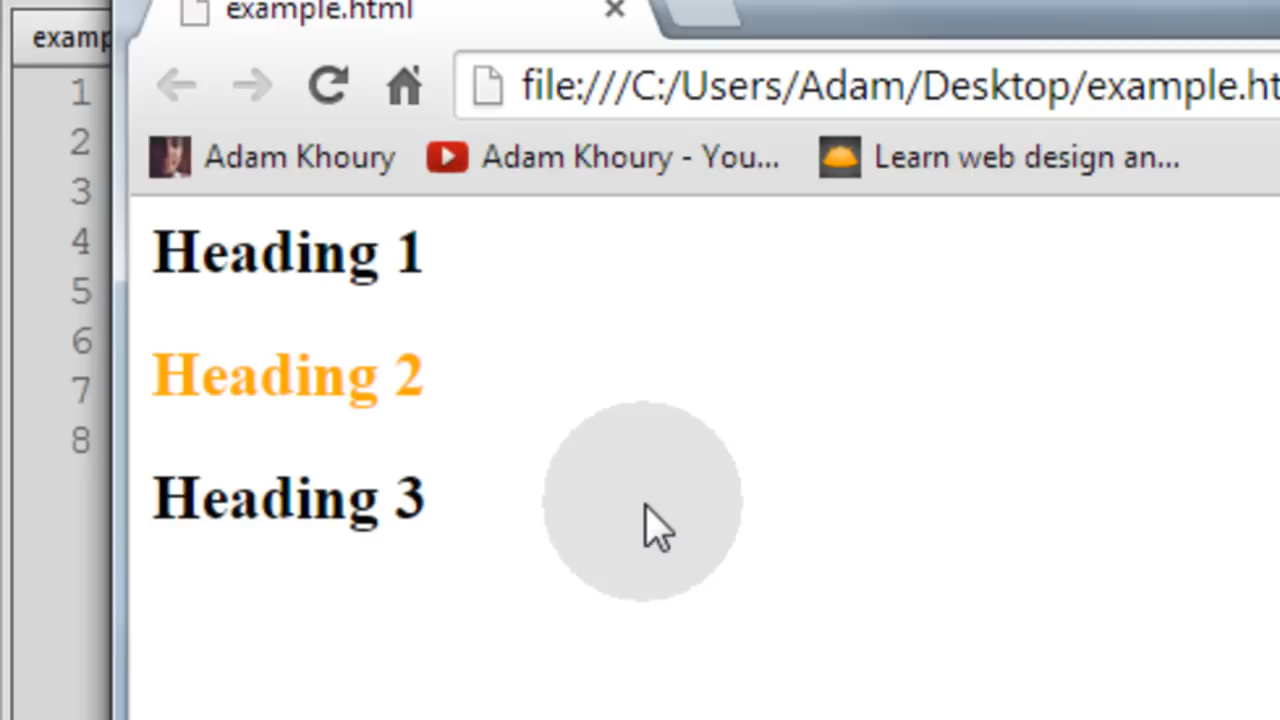 example.html
examp
file:///C:/Users/Adam/Desktop/example.ht
Adam Khoury
Adam Khoury - You...
Learn web design an...
1
2
3
4
5
6
7
8
Heading 1
Heading 2
Heading 3